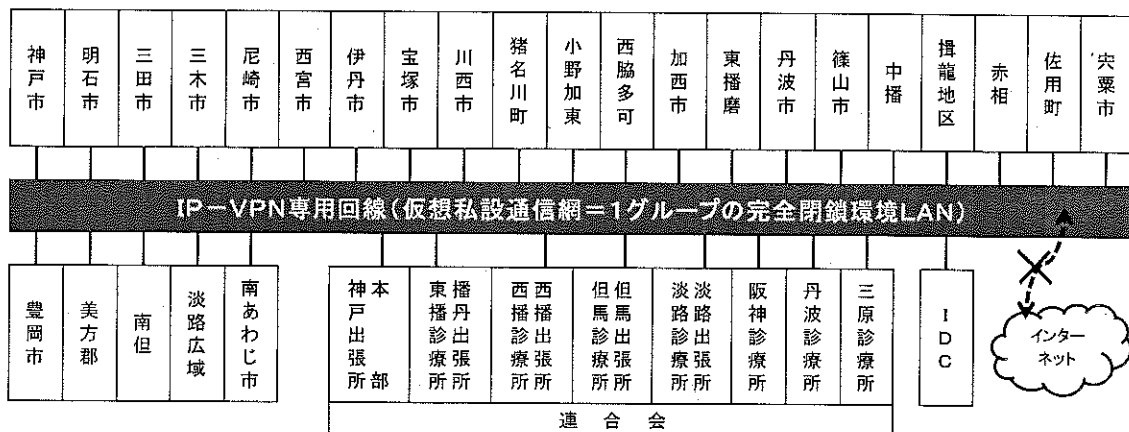 神戸市
明石市
三田市
三木市
尼崎市
西宮市
伊丹市
宝塚市
川西市
猪名川町
小野加東
西脇多可
加西市
東播磨
丹波市
篠山市
中播
揖龍地区
赤相
佐用町
宍粟市
IP−VPN専用回線(仮想私設通信網=1グループの完全閉鎖環境LAN)
豊岡市
美方郡
南但
淡路広域
南あわじ市
本部
神戸出張所
播丹出張所
東播診療所
西播出張所
西播診療所
但馬出張所
但馬診療所
淡路出張所
淡路診療所
阪神診療所
丹波診療所
三原診療所
連合会
IDC
インター
ネット